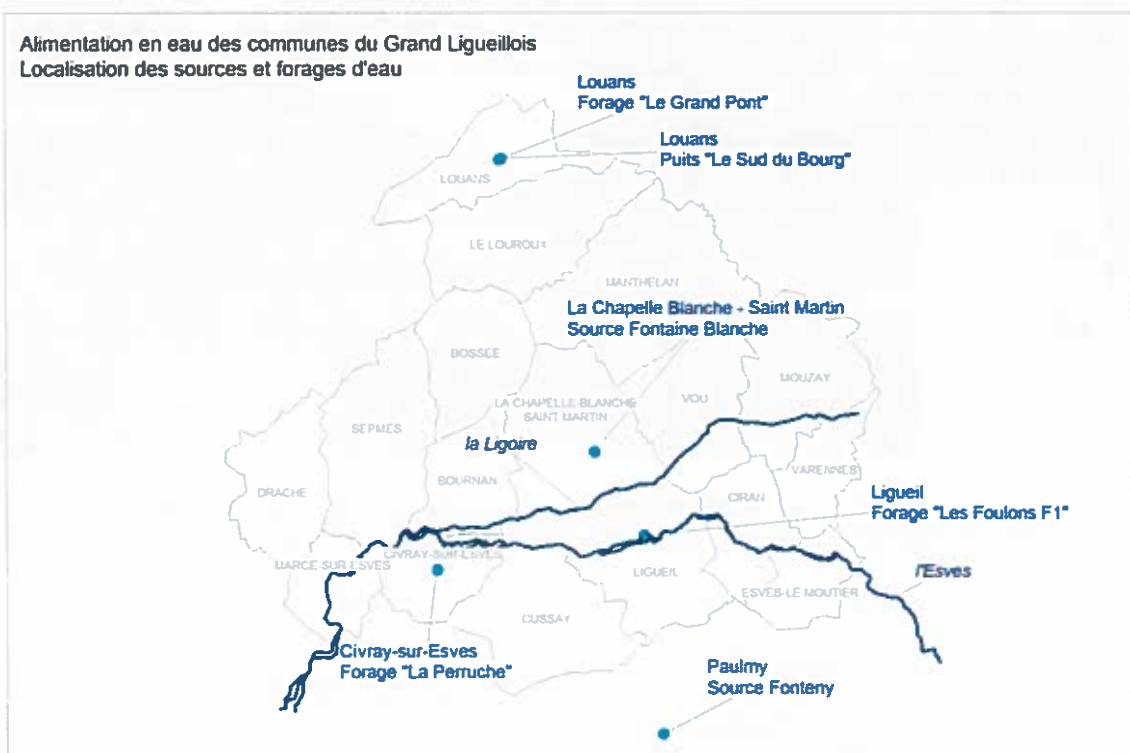 Alimentation en eau des communes du Grand Ligueillois
Localisation des sources et forages d'eau
Louans
Forage "Le Grand Pont"
Louans
Puits "Le Sud du Bourg"
LOUANS
LE LOUROUX
MANTHELAN
La Chapelle Blanche - Saint Martin
Source Fontaine Blanche
BOSSEE
MOUZAY
LA CHAPELLE-BLANCHE
SAINT MARTIN
VOU
SEPMES
la Ligoire
BOURNAN
VARENNES
DRACHE
CIRAN
Ligueil
Forage "Les Foulons F1"
CIVRAY-SUR-ESVES
MARCE-SUR-ESVES
LIGUEIL
l'Esves
ESVES-LE MOUTIER
CUSSAY
Civray-sur-Esves
Forage "La Perruche"
Paulmy
Source Fonteny